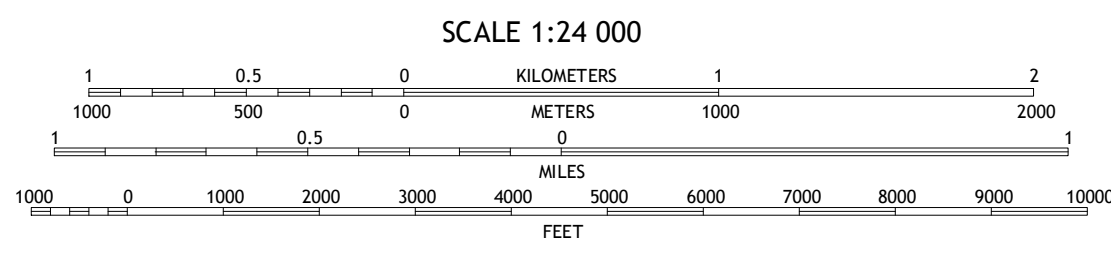 SCALE 1:24 000
1 0.5 0 KILOMETERS 1 2
1000 500 0 METERS 1000 2000
1 0.5 0 1
MILES
1000 0 1000 2000 3000 4000 5000 6000 7000 8000 9000 10000
FEET